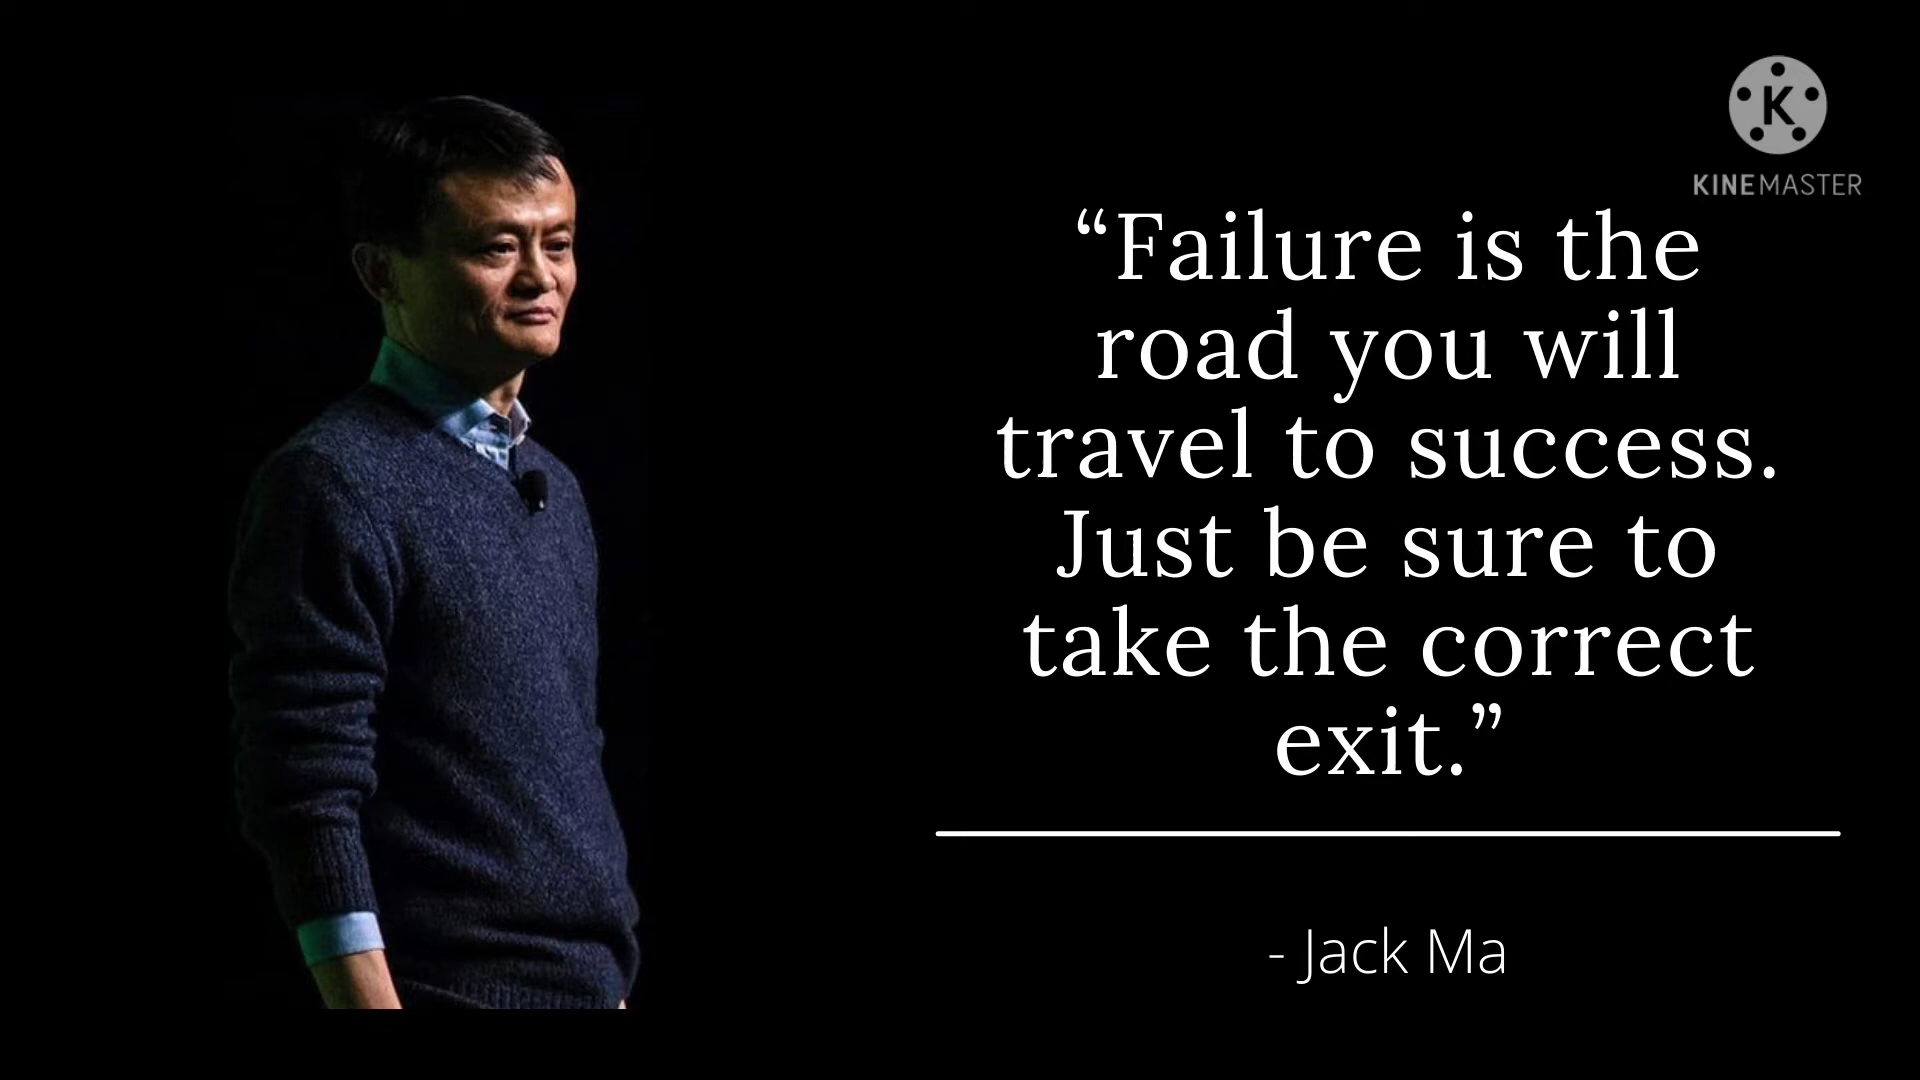 K
KINEMASTER
“Failure is the
road you will
travel to success.
Just be sure to
take the correct
exit.”
- Jack Ma